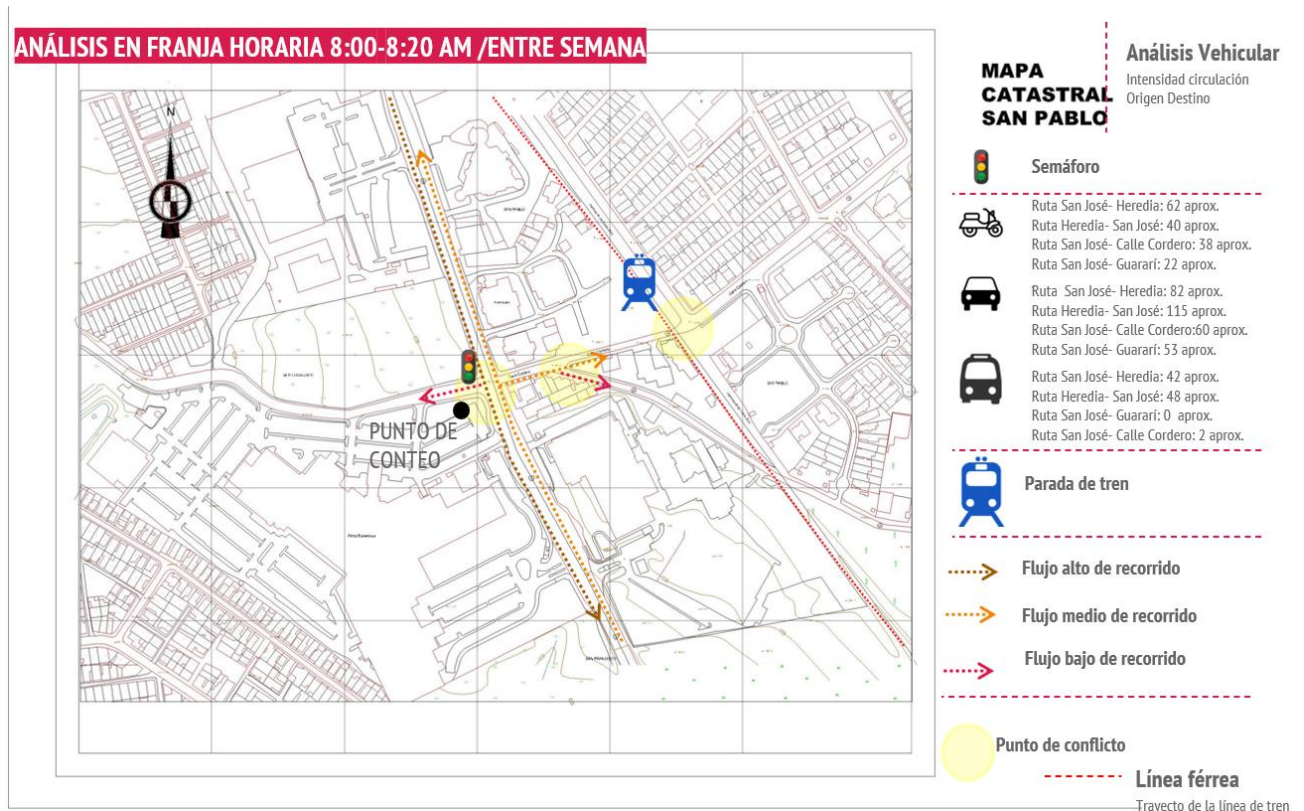 ANÁLISIS EN FRANJA HORARIA 8:00-8:20 AM /ENTRE SEMANA
N
PUNTO DE
CONTEO
MAPA
CATASTRAL
SAN PABLO
Análisis Vehicular
Intensidad circulación
Origen Destino
Semáforo
Ruta San José- Heredia: 62 aprox.
Ruta Heredia- San José: 40 aprox.
Ruta San José- Calle Cordero: 38 aprox.
Ruta San José- Guararí: 22 aprox.
Ruta San José- Heredia: 82 aprox.
Ruta Heredia- San José: 115 aprox.
Ruta San José- Calle Cordero:60 aprox.
Ruta San José- Guararí: 53 aprox.
Ruta San José- Heredia: 42 aprox.
Ruta Heredia- San José: 48 aprox.
Ruta San José- Guararí: 0 aprox.
Ruta San José- Calle Cordero: 2 aprox.
Parada de tren
Flujo alto de recorrido
Flujo medio de recorrido
Flujo bajo de recorrido
Punto de conflicto
Línea férrea
Trayecto de la línea de tren